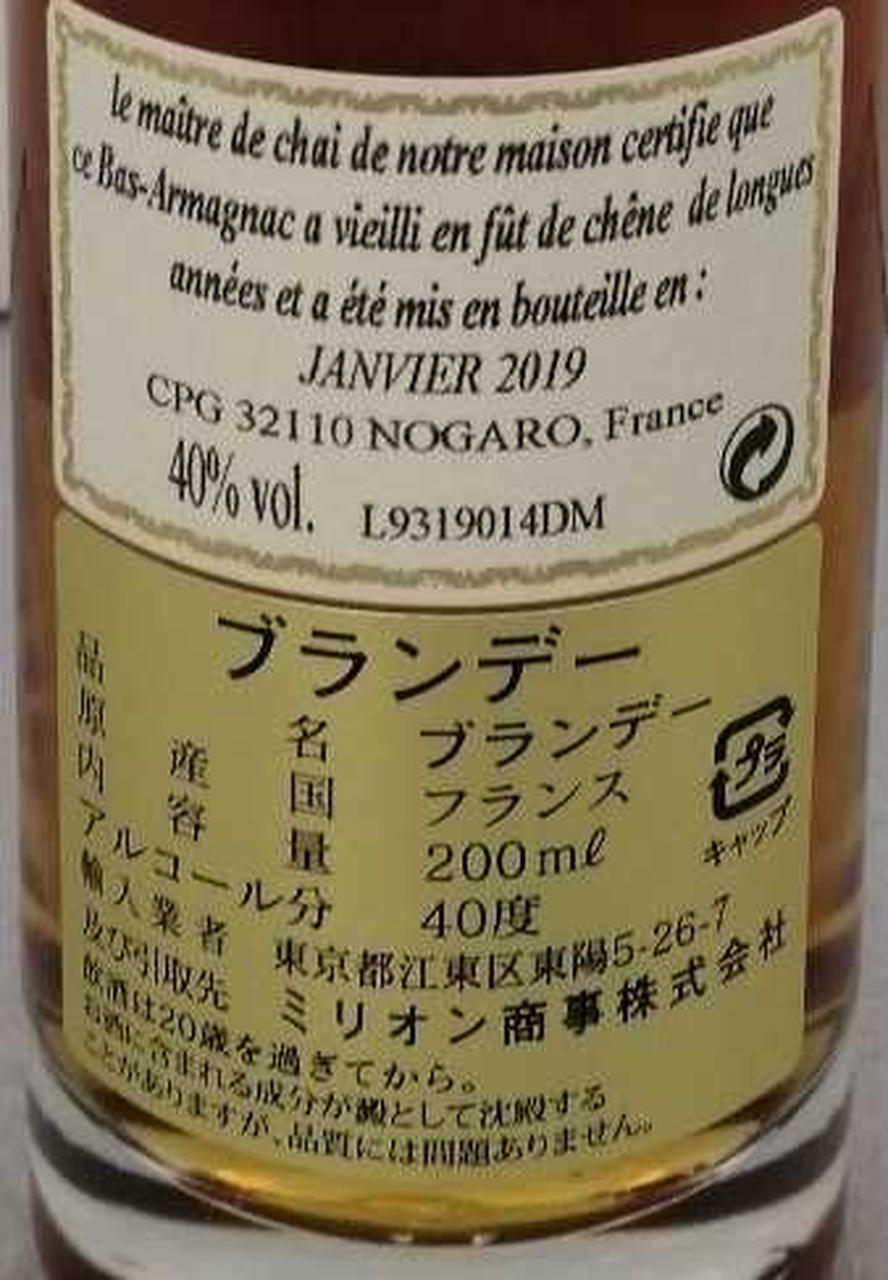 le maître de chai de notre maison certifie que
ce Bas-Armagnac a vieilli en fût de chêne de longues
années et a été mis en bouteille en :
JANVIER 2019
CPG 32110 NOGARO, France
40% vol. L9319014DM
ブランデー
品名 ブランデー
原産国 フランス
内容量 200mℓ
アルコール分 40度
輸入業者 東京都江東区東陽5-26-7
及び引取先 ミリオン商事株式会社
プラ
キャップ
飲酒は20歳を過ぎてから。
お酒に含まれる成分が澱として沈殿する
ことがありますが、品質には問題ありません。